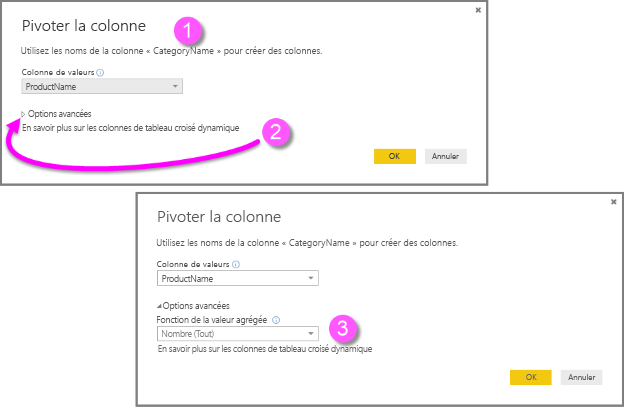 Pivoter la colonne
1
Utilisez les noms de la colonne « CategoryName » pour créer des colonnes.
Colonne de valeurs
ProductName
Options avancées
En savoir plus sur les colonnes de tableau croisé dynamique
2
OK
Annuler
Pivoter la colonne
Utilisez les noms de la colonne « CategoryName » pour créer des colonnes.
Colonne de valeurs
ProductName
Options avancées
Fonction de la valeur agrégée
3
Nombre (Tout)
En savoir plus sur les colonnes de tableau croisé dynamique
OK
Annuler